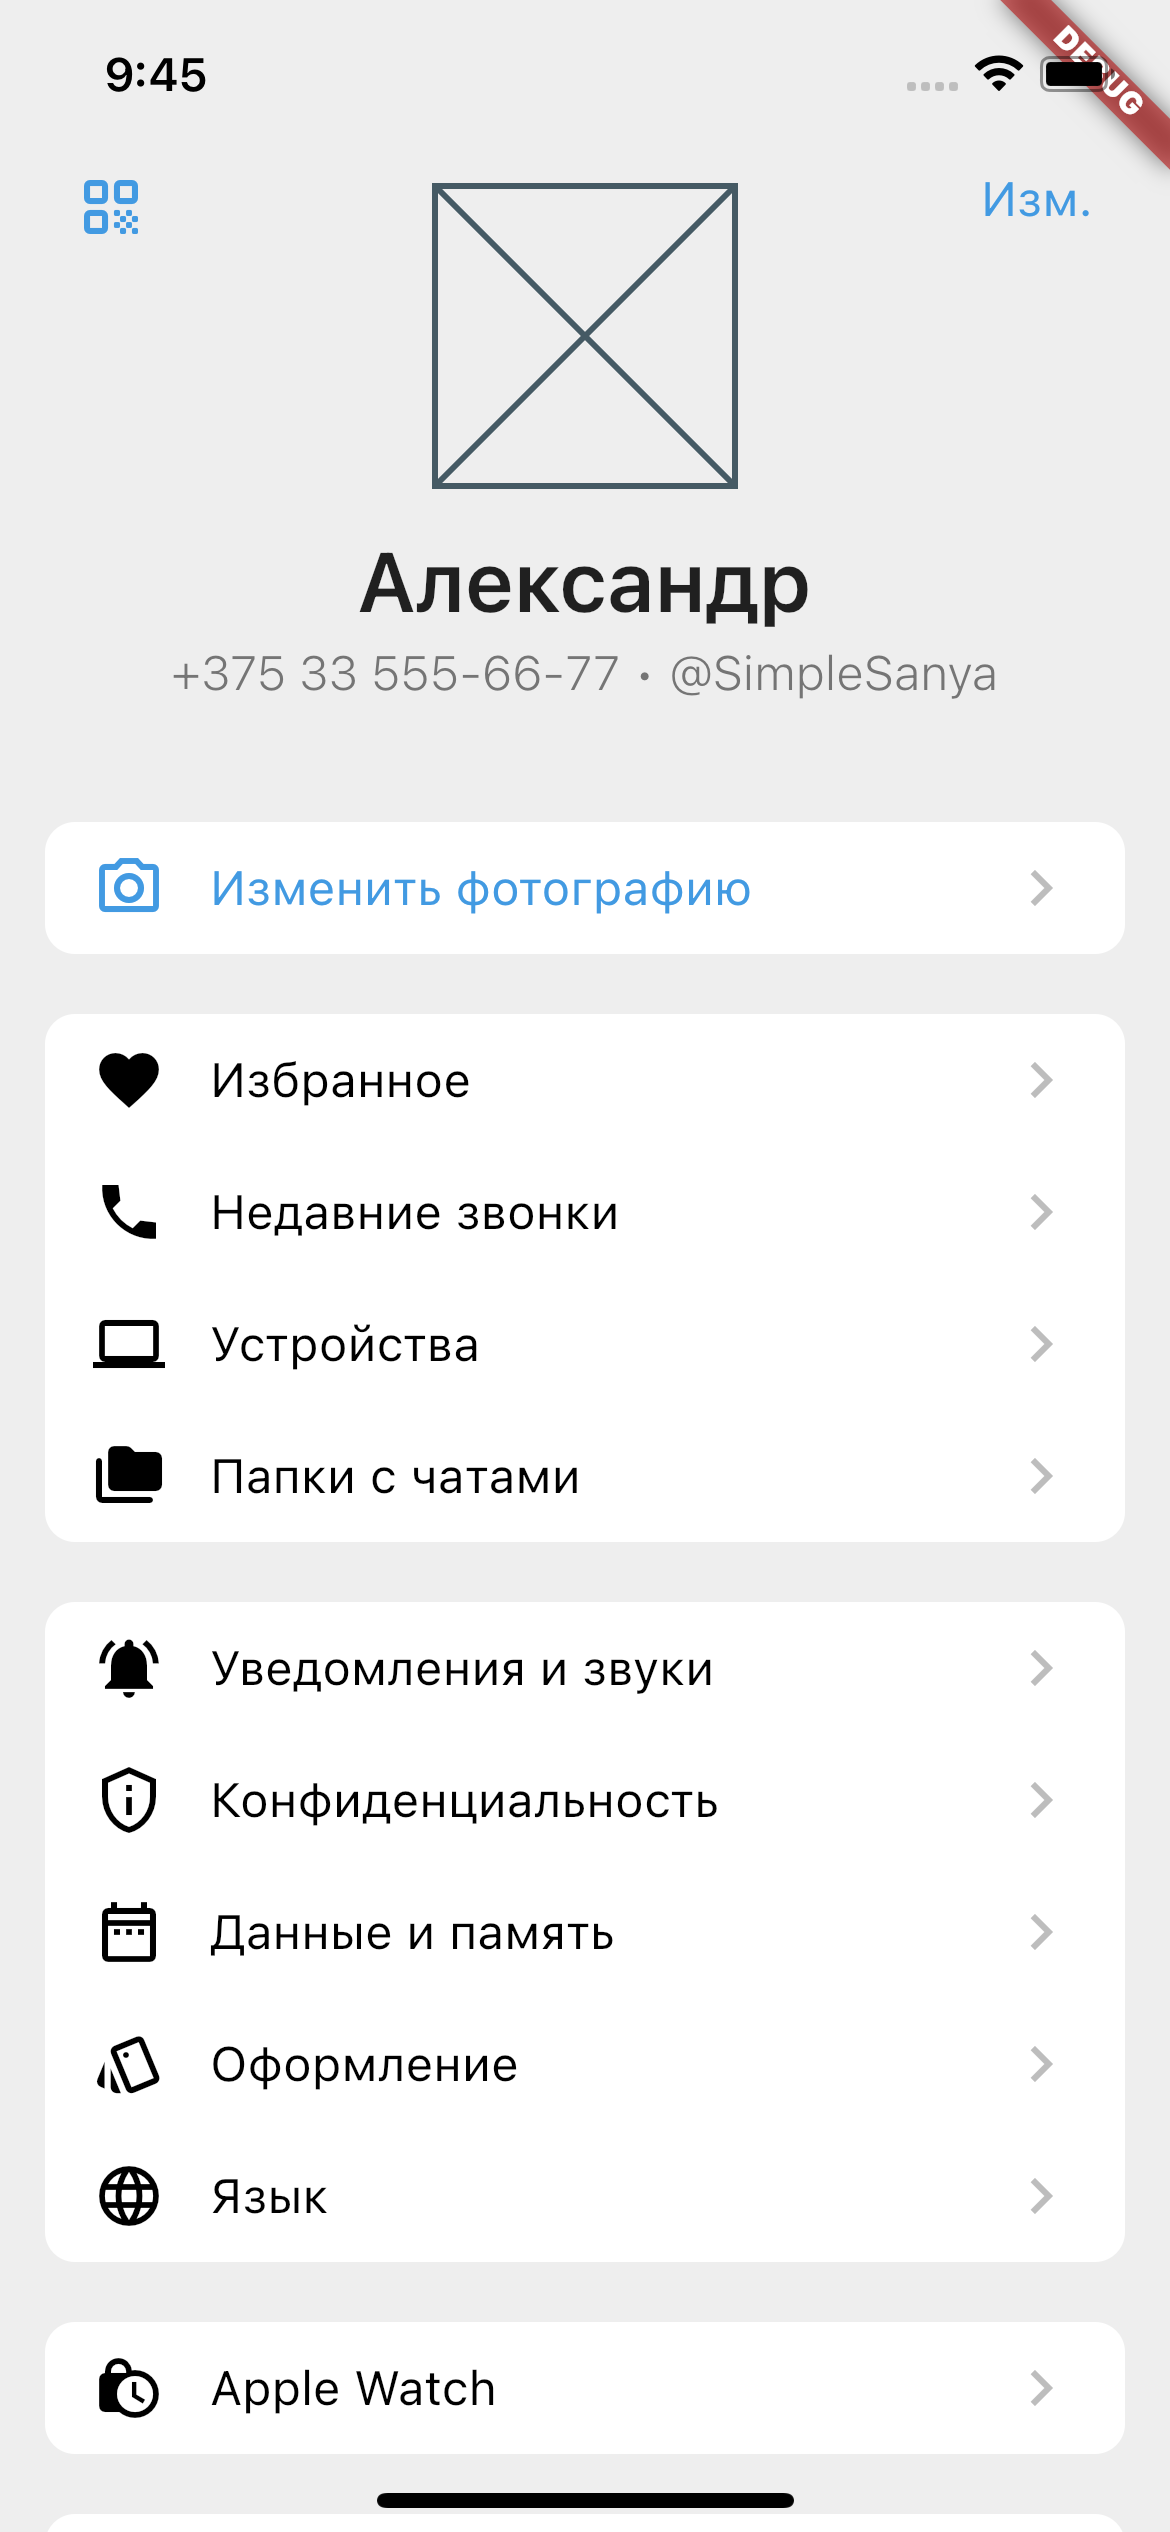 9:45
DEBUG
Изм.
Александр
+375 33 555-66-77 • @SimpleSanya
Изменить фотографию
Избранное
Недавние звонки
Устройства
Папки с чатами
Уведомления и звуки
Конфиденциальность
Данные и память
Оформление
Язык
Apple Watch